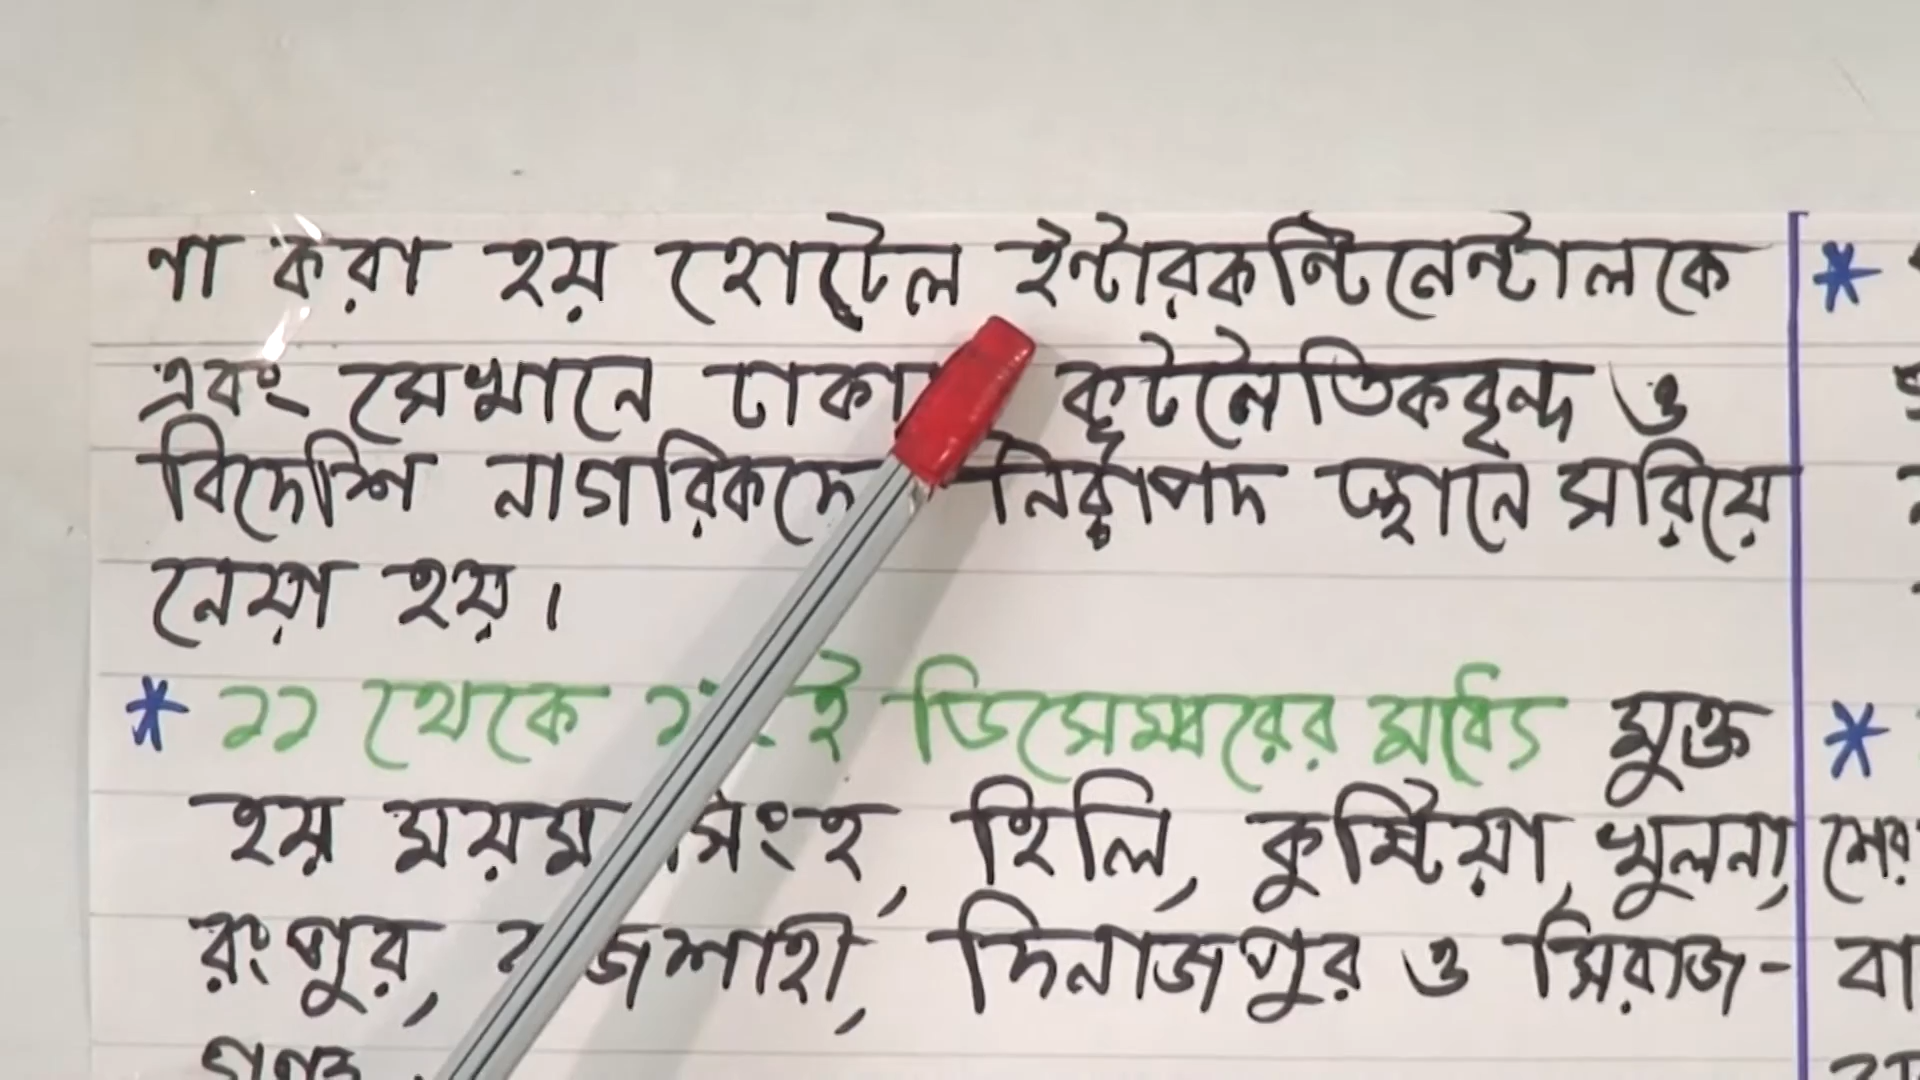 ণা করা হয় হোটেল ইন্টারকন্টিনেন্টালকে
এবং সেখানে ঢাকা কূটনৈতিকবৃন্দ ও
বিদেশি নাগরিকদে নিরাপদ স্থানে সরিয়ে
নেয়া হয়।
* ১১ থেকে ই ডিসেম্বরের মধ্যে মুক্ত
হয় ময়ম সিংহ, হিলি, কুষ্টিয়া, খুলনা,
রংপুর, জশাহী, দিনাজপুর ও সিরাজ-
গঞ্জ
*
*
বা